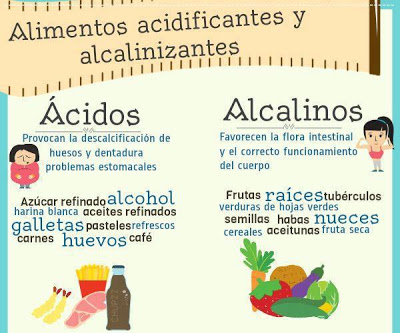 Alimentos acidificantes y
alcalinizantes
Ácidos
Provocan la descalcificación de
huesos y dentadura
problemas estomacales
Azúcar refinado alcohol
harina blanca aceites refinados
galletas pasteles refrescos
carnes huevos café
Alcalinos
Favorecen la flora intestinal
y el correcto funcionamiento
del cuerpo
Frutas raíces tubérculos
verduras de hojas verdes
semillas habas nueces
cereales aceitunas fruta seca